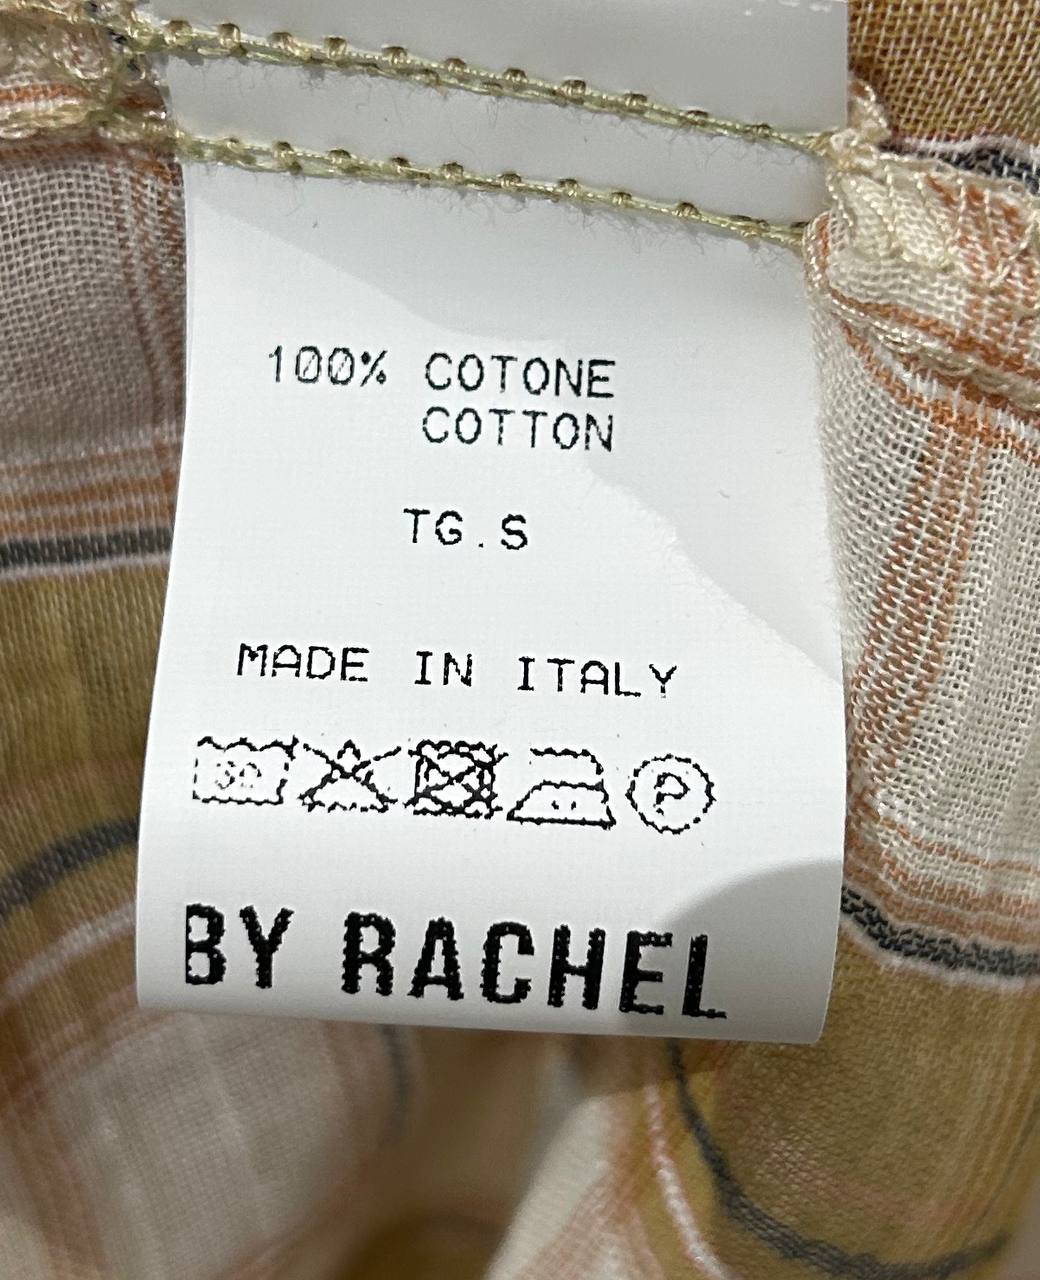 100% COTONE
COTTON
TG.S
MADE IN ITALY
30
P
BY RACHEL